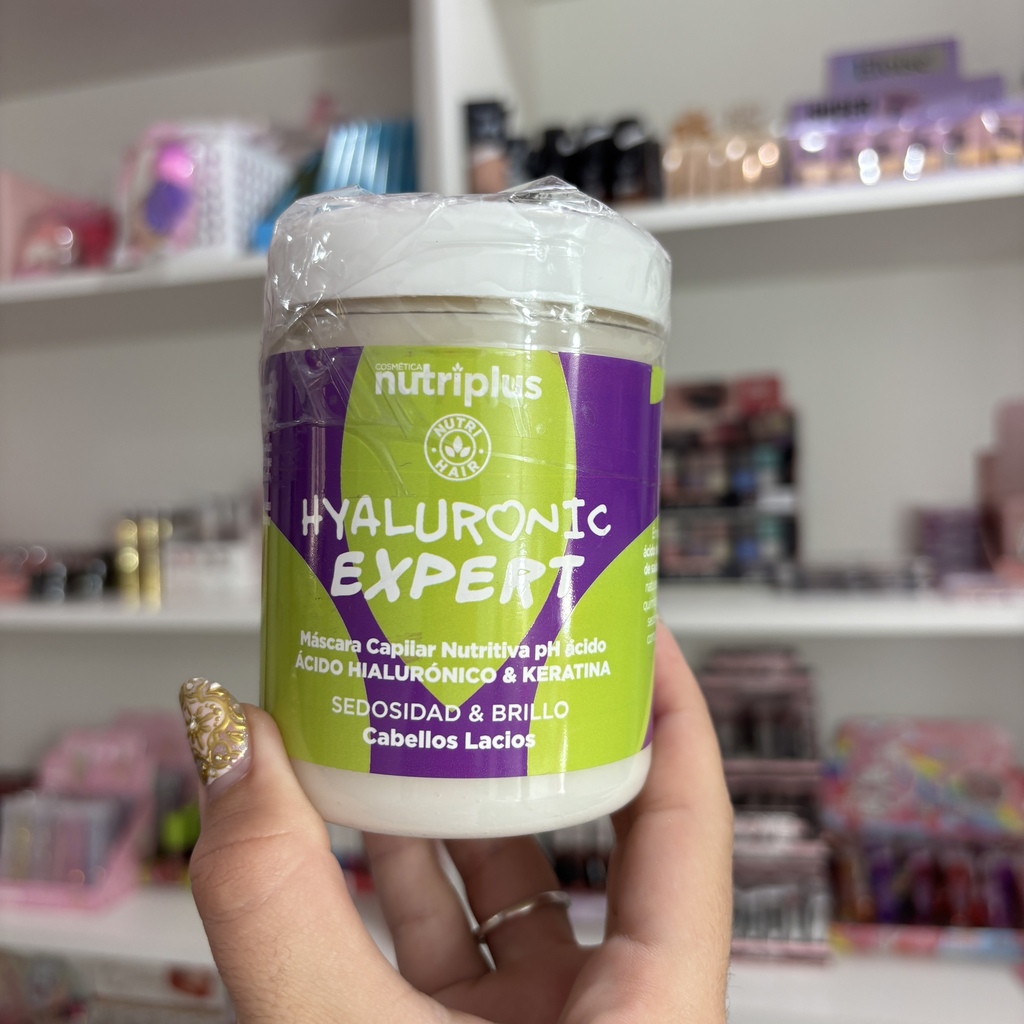 COSMÉTICA
nutriplus
NUTRI
HAIR
HYALURONIC
EXPERT
Máscara Capilar Nutritiva pH ácido
ÁCIDO HIALURÓNICO & KERATINA
SEDOSIDAD & BRILLO
Cabellos Lacios